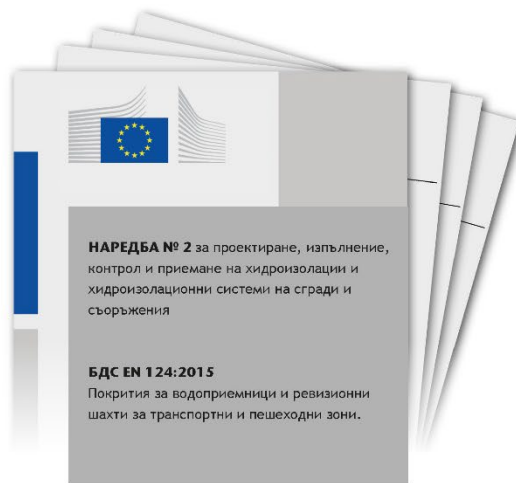 НАРЕДБА № 2 за проектиране, изпълнение,
контрол и приемане на хидроизолации и
хидроизолационни системи на сгради и
съоръжения
БДС EN 124:2015
Покрития за водоприемници и ревизионни
шахти за транспортни и пешеходни зони.